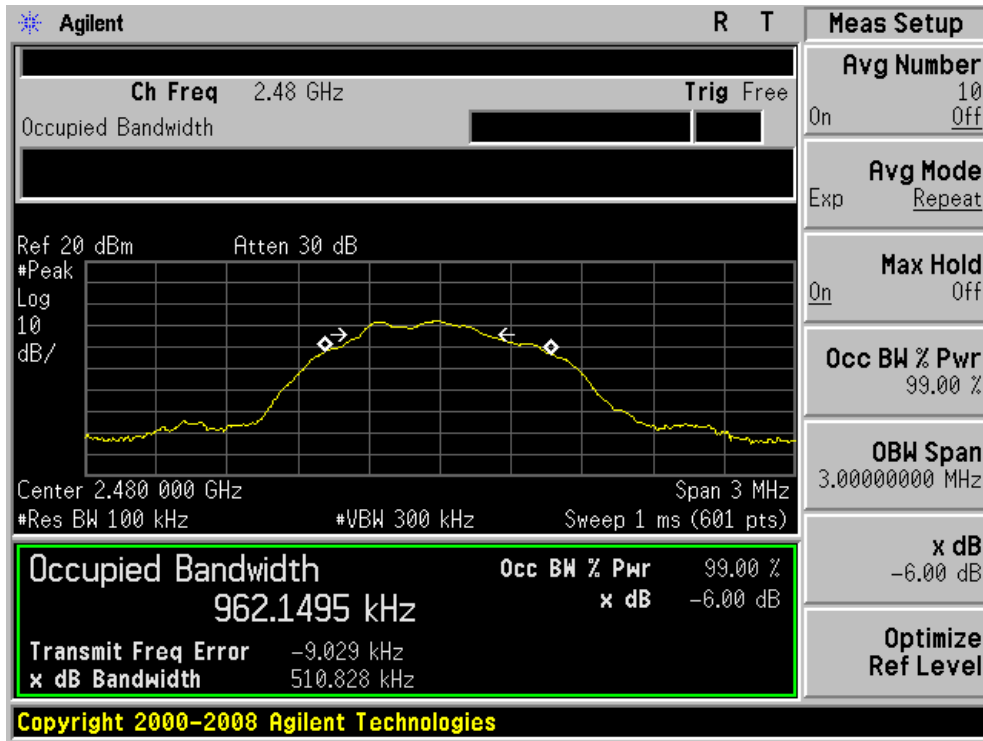 Agilent R T
Ch Freq 2.48 GHz Trig Free
Occupied Bandwidth
Ref 20 dBm Atten 30 dB
#Peak
Log
10
dB/
Center 2.480 000 GHz Span 3 MHz
#Res BW 100 kHz #VBW 300 kHz Sweep 1 ms (601 pts)
Occupied Bandwidth
962.1495 kHz
Occ BW % Pwr 99.00 %
x dB -6.00 dB
Transmit Freq Error -9.029 kHz
x dB Bandwidth 510.828 kHz
Copyright 2000-2008 Agilent Technologies
Meas Setup
Avg Number
10
On Off
Avg Mode
Exp Repeat
Max Hold
On Off
Occ BW % Pwr
99.00 %
OBW Span
3.00000000 MHz
x dB
-6.00 dB
Optimize
Ref Level